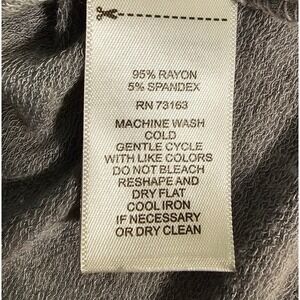 95% RAYON
5% SPANDEX
RN 73163
MACHINE WASH
COLD
GENTLE CYCLE
WITH LIKE COLORS
DO NOT BLEACH
RESHAPE AND
DRY FLAT
COOL IRON
IF NECESSARY
OR DRY CLEAN